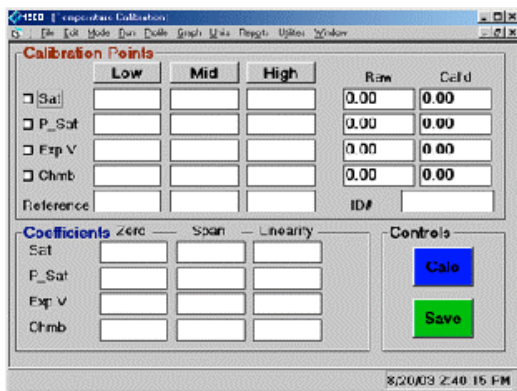 [Temperature Calibration]
File Edit Mode Run Profile Graph Units Reports Utilities Window
Calibration Points
Low Mid High Raw Cal'd
Sat 0.00 0.00
P_Sat 0.00 0.00
Exp V 0.00 0.00
Chmb 0.00 0.00
Reference ID#
Coefficients Zero Span Linearity Controls
Sat
P_Sat Calc
Exp V
Chmb Save
8/20/03 2:40:15 PM